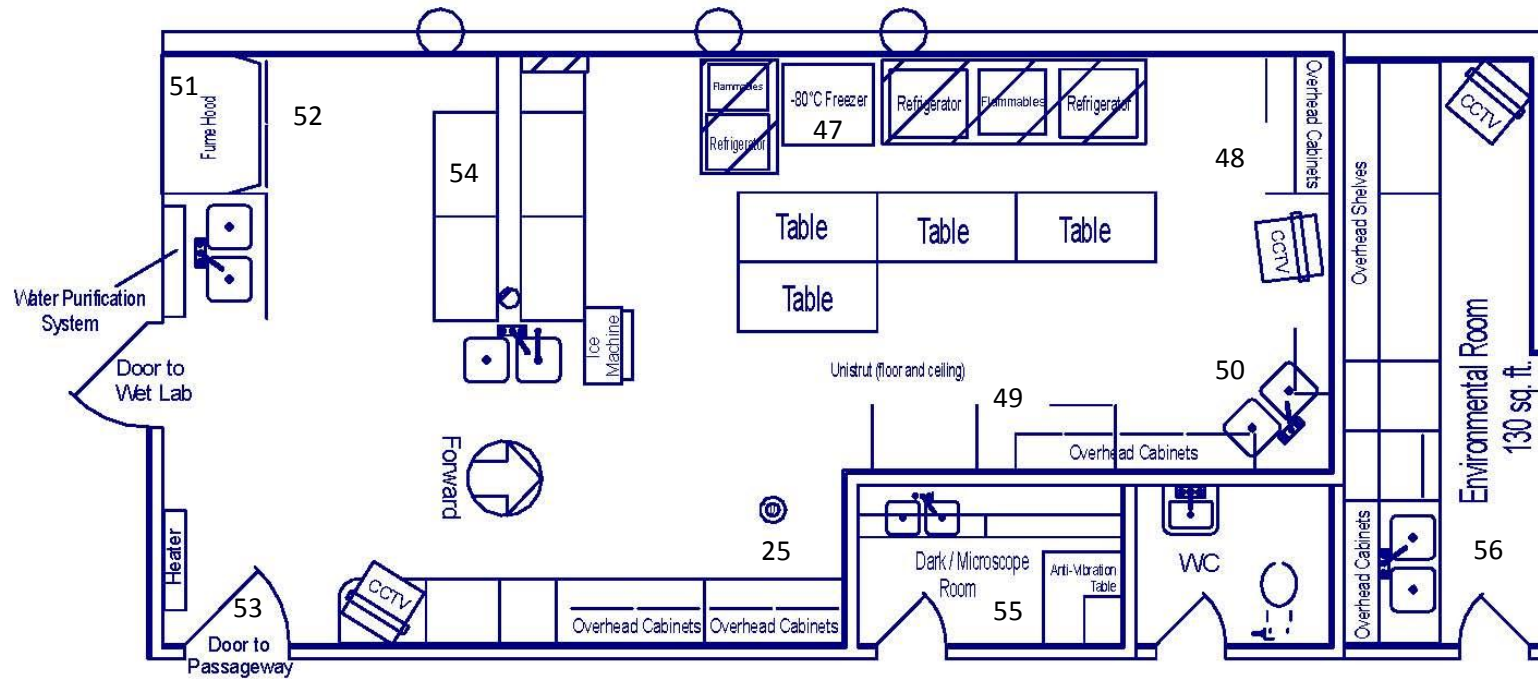 51
Fume Hood
52
54
Flammables
Refrigerator
-80°C Freezer
47
Refrigerator
Flammables
Refrigerator
48
Overhead Cabinets
CCTV
Overhead Shelves
CCTV
Table
Table
Table
Table
Water Purification
System
Door to
Wet Lab
Ice
Machine
Unistrut (floor and ceiling)
49
50
Overhead Cabinets
Environmental Room
130 sq. ft.
Forward
25
Heater
53
Door to
Passageway
CCTV
Overhead Cabinets
Overhead Cabinets
Dark / Microscope
Room
Anti-Vibration
Table
55
WC
Overhead Cabinets
56